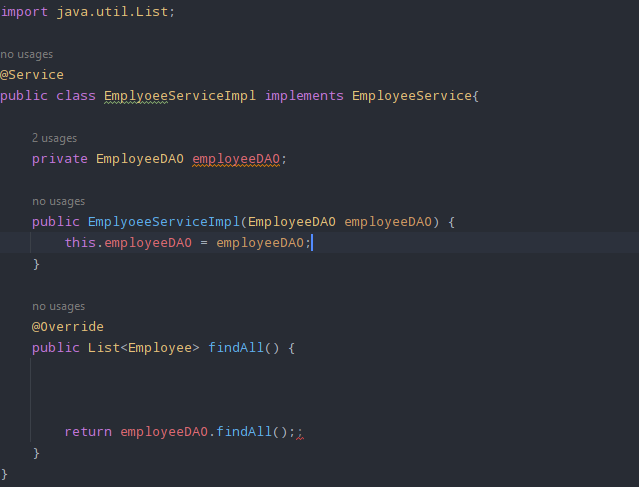 import java.util.List;
no usages
@Service
public class EmplyoeeServiceImpl implements EmployeeService{
2 usages
private EmployeeDAO employeeDAO;
no usages
public EmplyoeeServiceImpl(EmployeeDAO employeeDAO) {
this.employeeDAO = employeeDAO;
}
no usages
@Override
public List<Employee> findAll() {
return employeeDAO.findAll();;
}
}